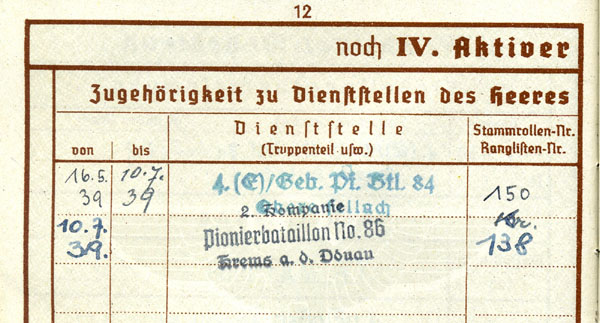 12
noch IV. Aktiver
Zugehörigkeit zu Dienststellen des Heeres
von bis Dienststelle (Truppenteil usw.) Stammrollen-Nr. Ranglisten-Nr.
16.5. 39 10.7. 39 4.(E)/Geb. Pi. Btl. 84 150
Obervellach
2. Kompanie
10.7. 39. Pionierbataillon No. 86 Kr. 138
Krems a. d. Donau